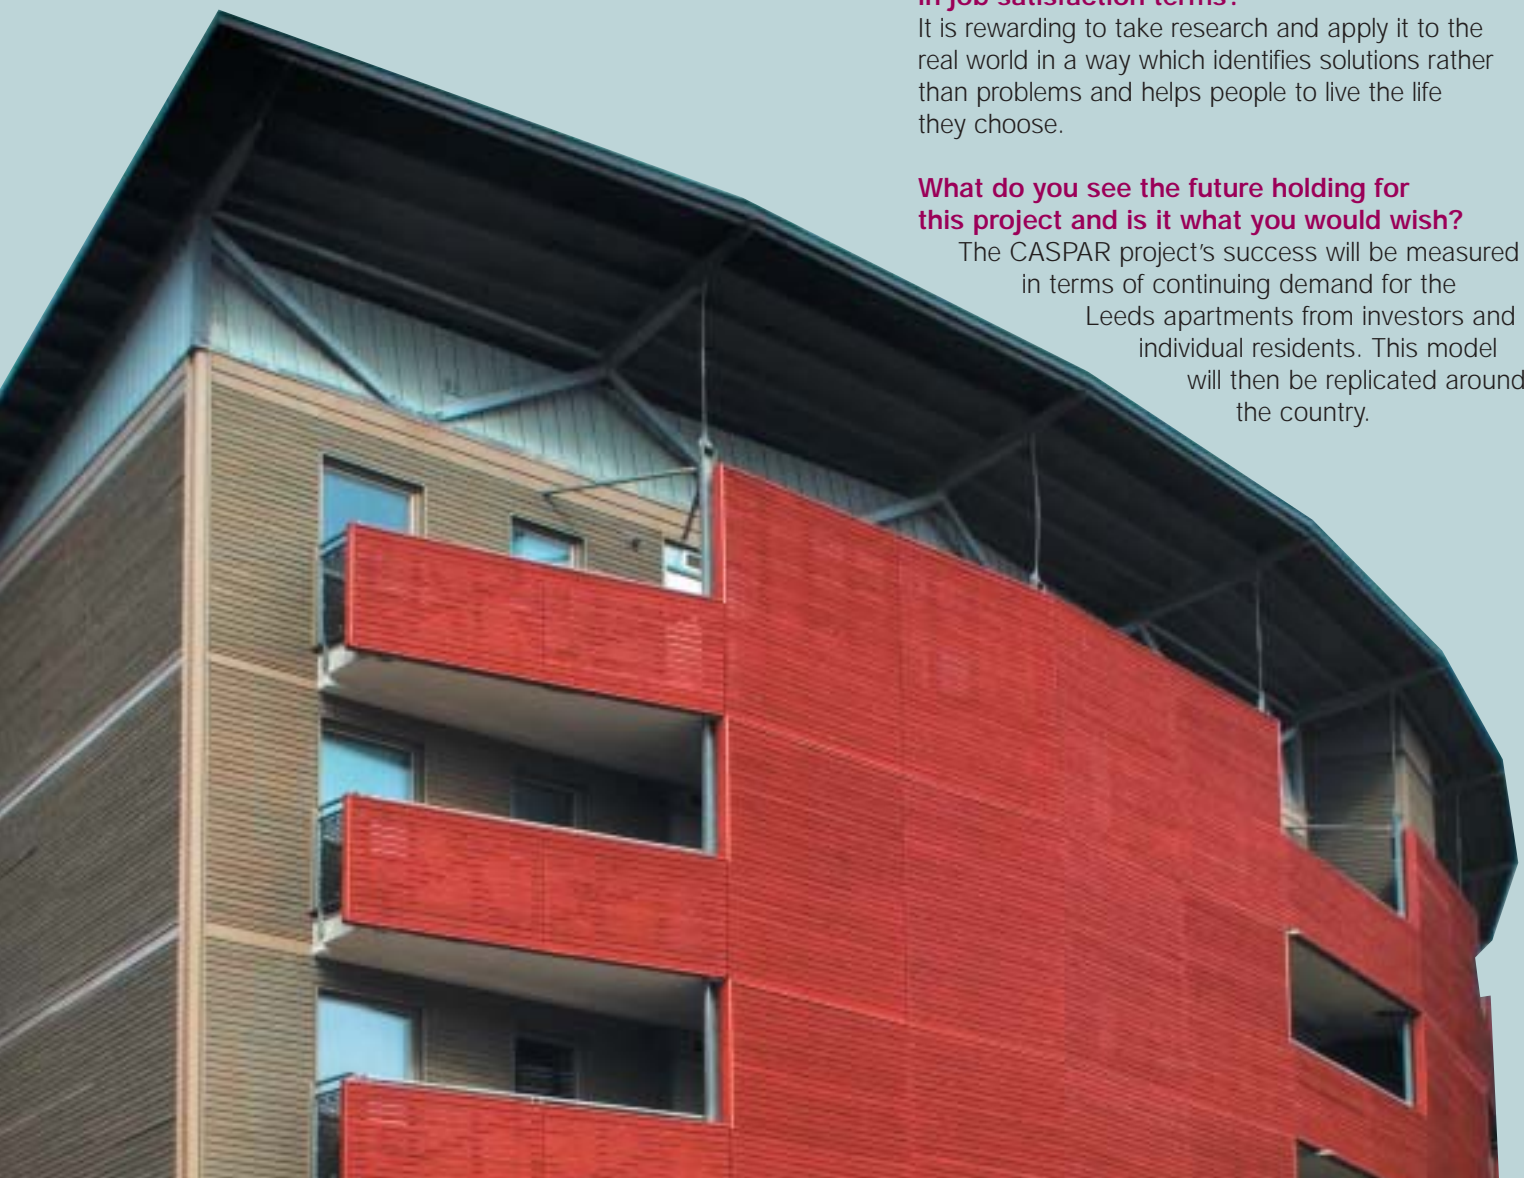 in job satisfaction terms?
It is rewarding to take research and apply it to the
real world in a way which identifies solutions rather
than problems and helps people to live the life
they choose.
What do you see the future holding for
this project and is it what you would wish?
The CASPAR project's success will be measured
in terms of continuing demand for the
Leeds apartments from investors and
individual residents. This model
will then be replicated around
the country.